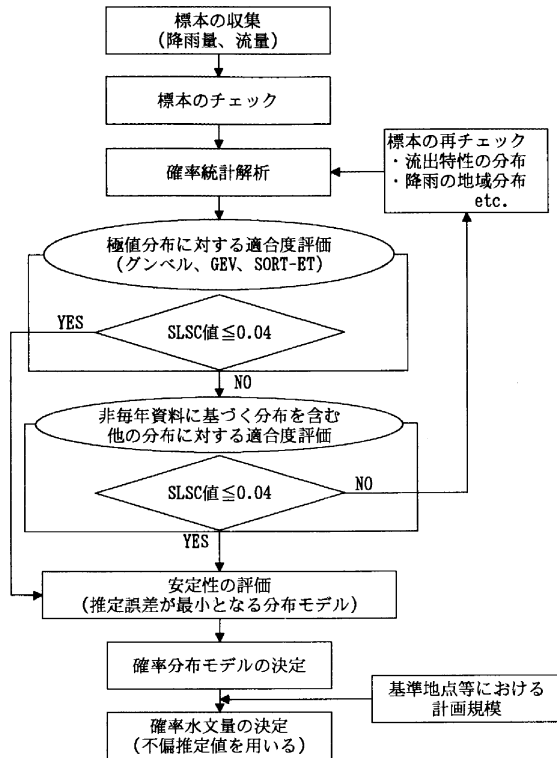 標本の収集
(降雨量、流量)
標本のチェック
確率統計解析
標本の再チェック
・流出特性の分布
・降雨の地域分布
etc.
極値分布に対する適合度評価
(グンベル、GEV、SORT-ET)
YES
SLSC値≦0.04
NO
非毎年資料に基づく分布を含む
他の分布に対する適合度評価
SLSC値≦0.04
NO
YES
安定性の評価
(推定誤差が最小となる分布モデル)
確率分布モデルの決定
基準地点等における
計画規模
確率水文量の決定
(不偏推定値を用いる)